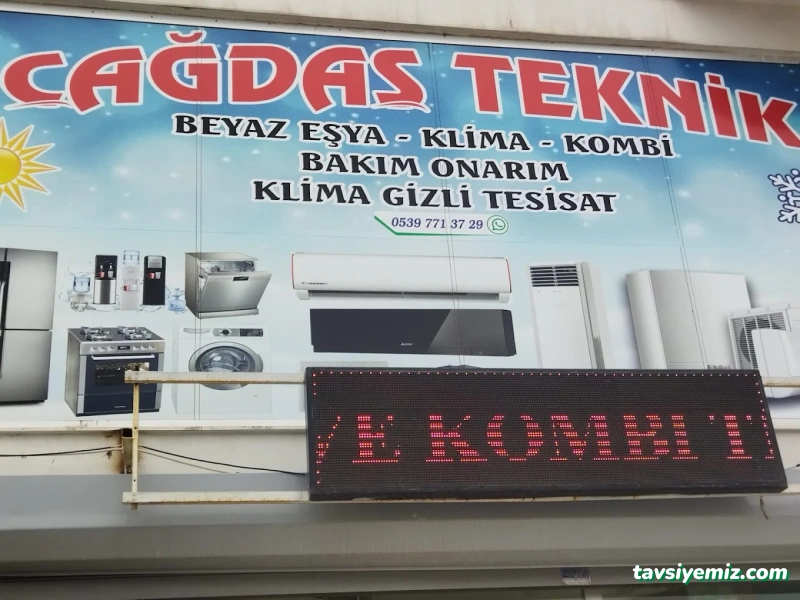 ÇAĞDAŞ TEKNİK
BEYAZ EŞYA - KLİMA - KOMBİ
BAKIM ONARIM
KLİMA GİZLİ TESİSAT
0539 771 37 29
VE KOMBI T
tavsiyemiz.com